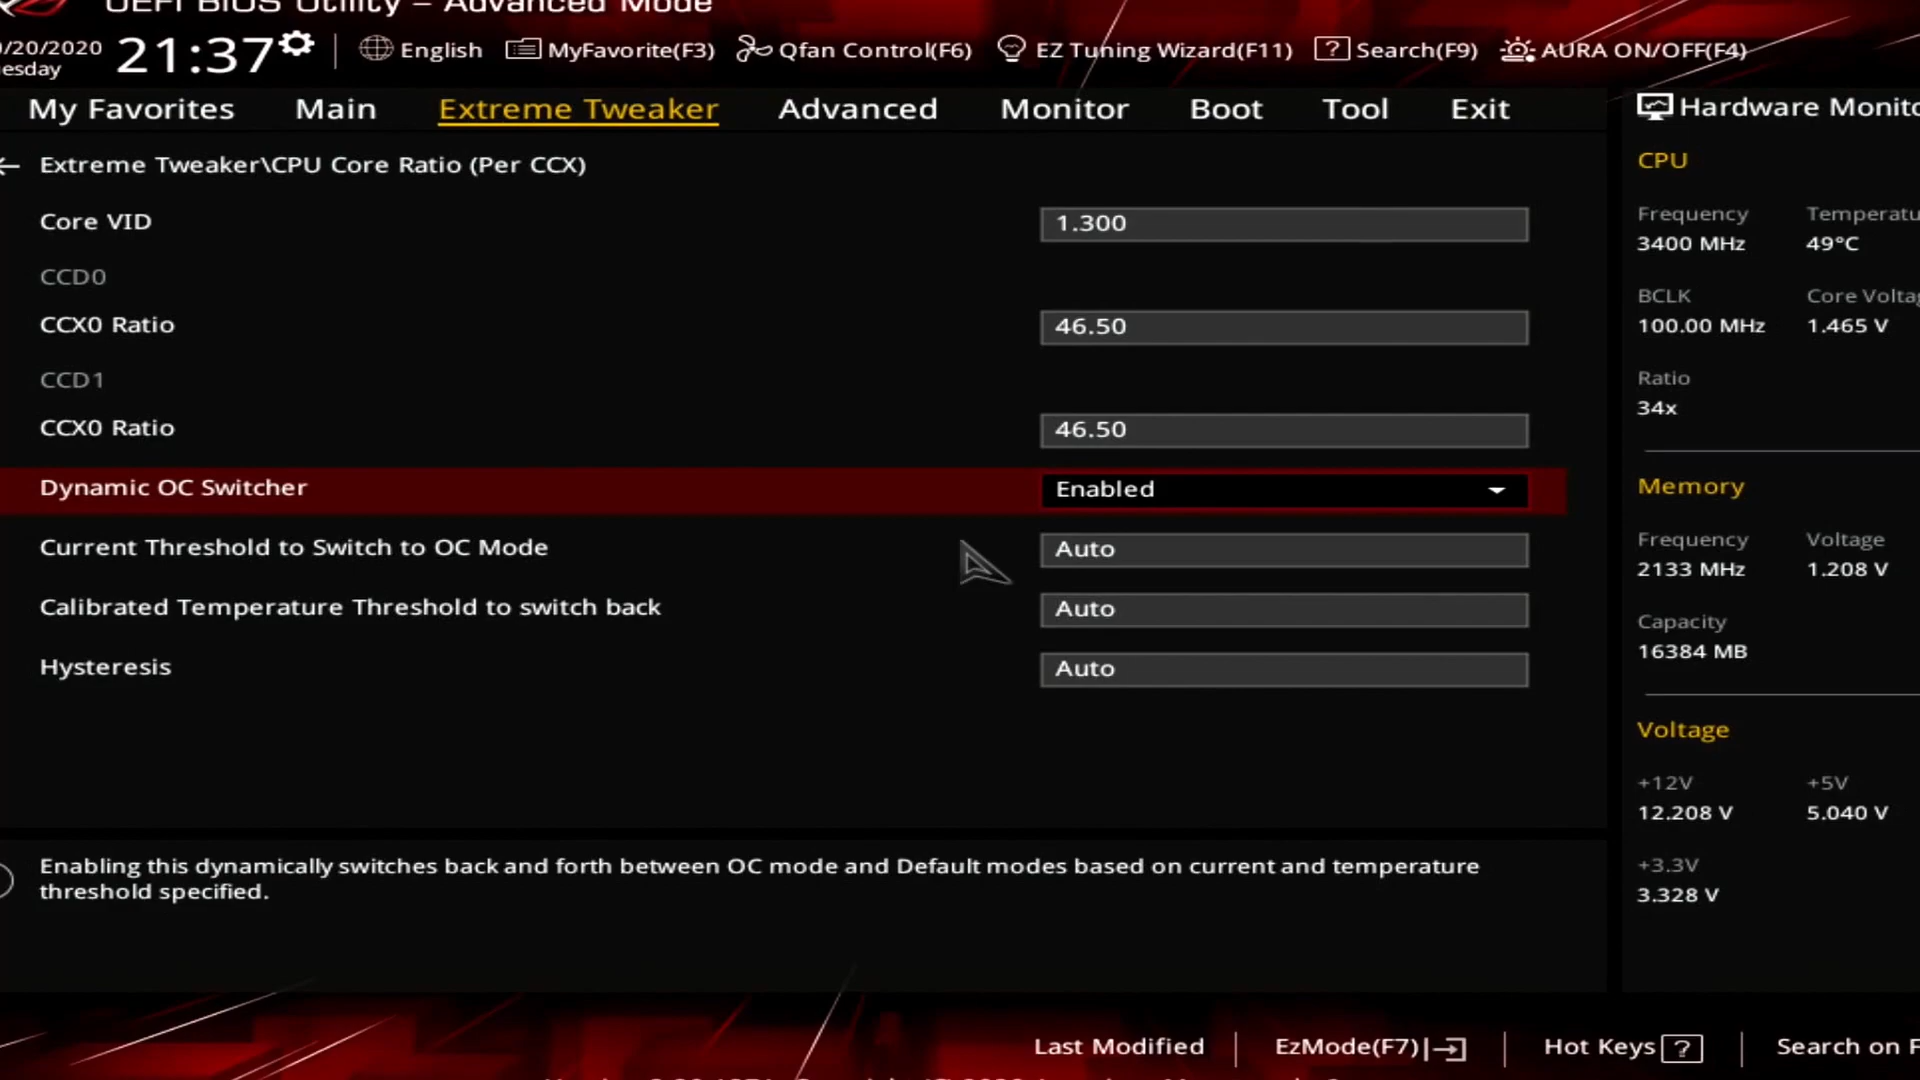 UEFI BIOS Utility – Advanced Mode
/20/2020
esday
21:37
English
MyFavorite(F3)
Qfan Control(F6)
EZ Tuning Wizard(F11)
? Search(F9)
AURA ON/OFF(F4)
My Favorites
Main
Extreme Tweaker
Advanced
Monitor
Boot
Tool
Exit
Extreme Tweaker\CPU Core Ratio (Per CCX)
Core VID 1.300
CCD0
CCX0 Ratio 46.50
CCD1
CCX0 Ratio 46.50
Dynamic OC Switcher Enabled
Current Threshold to Switch to OC Mode Auto
Calibrated Temperature Threshold to switch back Auto
Hysteresis Auto
Enabling this dynamically switches back and forth between OC mode and Default modes based on current and temperature
threshold specified.
Hardware Monito
CPU
Frequency Temperatu
3400 MHz 49°C
BCLK Core Voltag
100.00 MHz 1.465 V
Ratio
34x
Memory
Frequency Voltage
2133 MHz 1.208 V
Capacity
16384 MB
Voltage
+12V +5V
12.208 V 5.040 V
+3.3V
3.328 V
Last Modified
EzMode(F7)
Hot Keys ?
Search on F